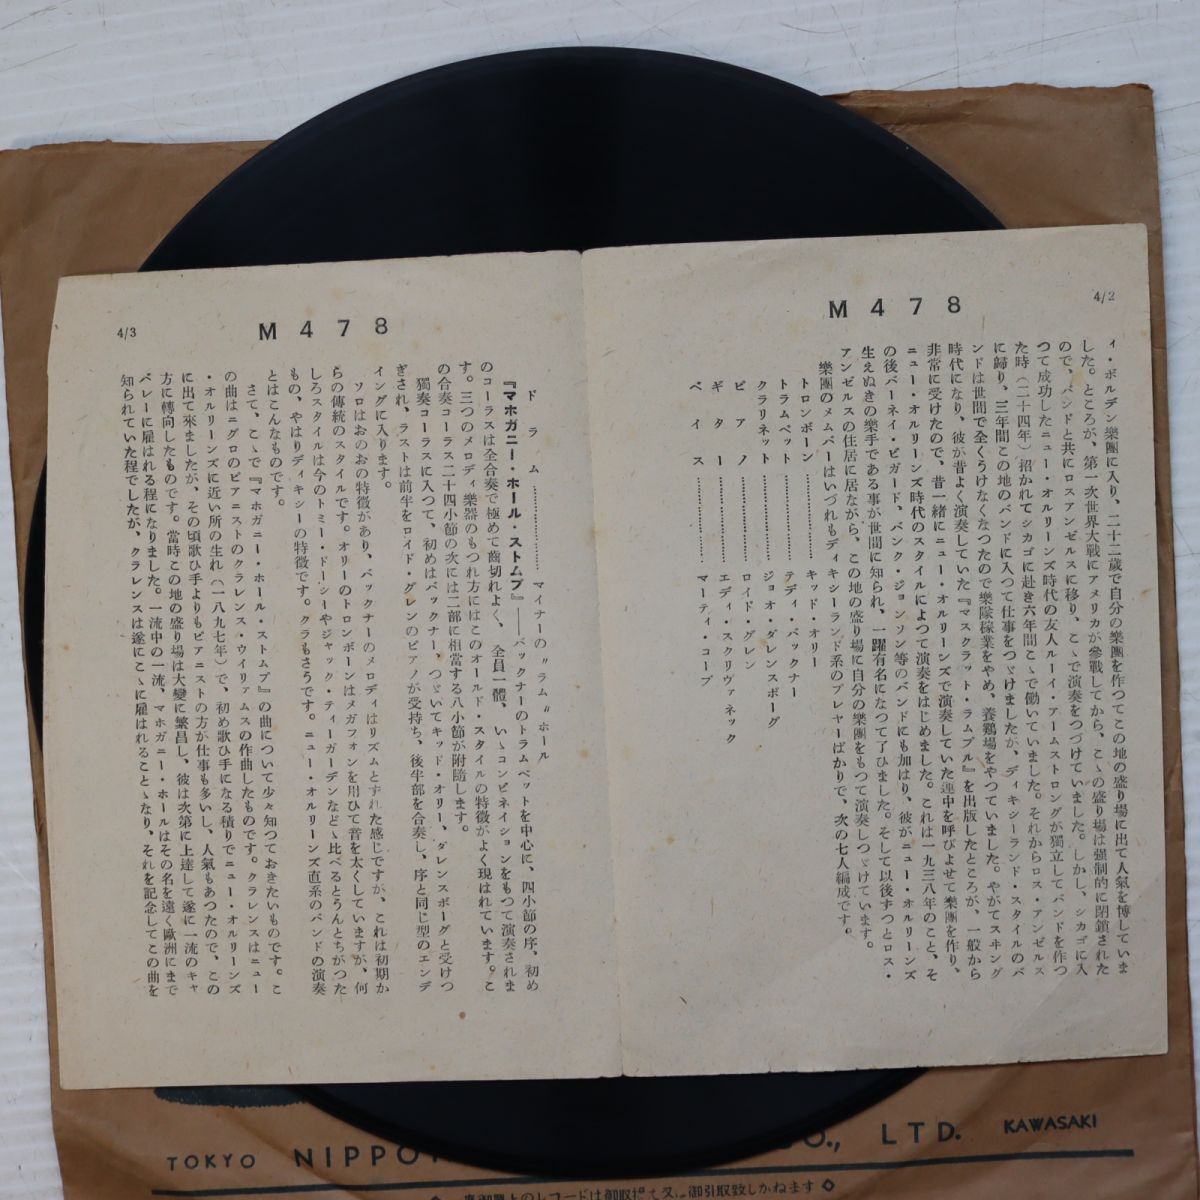 4/2
M478
ィ・ボルデン樂團に入り、二十二歳で自分の樂團を作つてこの地の盛り場に出て人氣を博していま
した。ところが、第一次世界大戰にアメリカが參戰してから、こゝの盛り場は强制的に閉鎖された
ので、バンドと共にロスアンゼルスに移り、こゝで演奏をつづけていました。しかし、シカゴに入
つて成功したニュー・オルリーンズ時代の友人ルーイ・アームストロングが獨立してバンドを作つ
た時(二十四年)招かれてシカゴに赴き六年間こゝで働いていました。それからロス・アンゼルス
に歸り、三年間この地のバンドに入つて仕事をつゞけましたが、ディキシーランド・スタイルのバ
ンドは世間で全くうけなくなつたので樂隊稼業をやめ、養鷄場をやつていました。やがてスヰング
時代になり、彼が昔よく演奏していた『マスクラット・ラムブル』を出版したところが、一般から
非常に受けたので、昔一緖にニュー・オルリーンズで演奏していた連中を呼びよせて樂團を作り、
ニュー・オルリーンズ時代のスタイルによつて演奏をはじめました。これは一九三八年のこと、そ
の後バーネイ・ビガード、バンク・ジョンソン等のバンドにも加はり、彼がニュー・オルリーンズ
生えぬきの樂手である事が世間に知られ、一躍有名になつて了ひました。そして以後ずつとロス・
アンゼルスの住居に居ながら、この地の盛り場に自分の樂團をもつて演奏しつゞけています。
樂團のメムバーはいづれもディキシーランド系のプレヤーばかりで、次の七人編成です。
トロンボーン…………キッド・オリー
トラムペット…………テディ・バックナー
クラリネット…………ジョオ・ダレンスボーグ
ピアノ…………ロイド・グレン
ギター…………エディ・スクリヴァネック
ベイス…………マーティ・コーブ
4/3
M478
ドラム…………マイナーの〃ラム〃ホール
『マホガニー・ホール・ストムプ』――バックナーのトラムペットを中心に、四小節の序、初め
のコーラスは全合奏で極めて齒切れよく、全員一體、いゝコンビネイションをもつて演奏されま
す。三つのメロディ樂器のもつれ方にはこのオールド・スタイルの特徵がよく現はれています。こ
の合奏コーラス二十四小節の次には二部に相當する八小節が附隨します。
獨奏コーラスに入つて、初めはバックナー、つゞいてキッド・オリー、ダレンスボーグと受けつ
ぎされ、ラストは前半をロイド・グレンのピアノが受持ち、後半部を合奏し、序と同じ型のエンデ
イングに入ります。
ソロはおのおの特徵があり、バックナーのメロディはリズムとずれた感じですが、これは初期か
らの傳統のスタイルです。オリーのトロンボーンはメガフォンを用ひて音を太くしていますが、何
しろスタイルは今のトミー・ドーシーやジャック・ティーガーデンなどゝ比べるとうんとちがつた
もの、やはりディキシーの特徵です。クラもさうです。ニュー・オルリーンズ直系のバンドの演奏
とはこんなものです。
さて、こゝで『マホガニー・ホール・ストムプ』の曲について少々知つておきたいものです。こ
の曲はニグロのピアニストのクラレンス・ウイリアムスの作曲したものです。クラレンスはニュー
・オルリーンズに近い所の生れ(一八九七年)で、初め歌ひ手になる積りでニュー・オルリーンズ
に出て來ましたが、その頃歌ひ手よりもピアニストの方が仕事も多いし、人氣もあつたので、この
方に轉向したものです。當時この地の盛り場は大變に繁昌し、彼は次第に上達して遂に一流のキャ
バレーに雇はれる程になりました。一流中の一流、マホガニー・ホールはその名を遠く歐洲にまで
知られていた程でしたが、クラレンスは遂にこゝに雇はれることゝなり、それを記念してこの曲を
TOKYO NIPPO CO., LTD. KAWASAKI
上のレコードは御取 又は御引取致しかねます◇